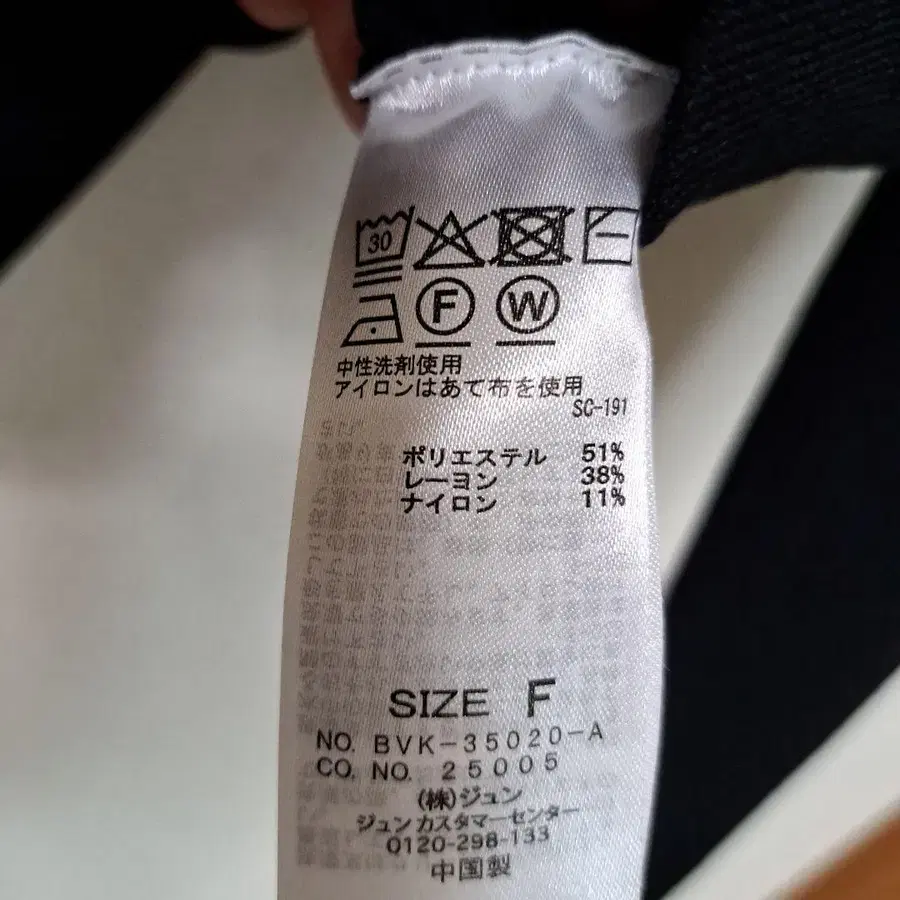 30
F W
中性洗剤使用
アイロンはあて布を使用
SC-191
ポリエステル 51%
レーヨン 38%
ナイロン 11%
SIZE F
NO. BVK-35020-A
CO. NO. 25005
(株)ジュン
ジュンカスタマーセンター
0120-298-133
中国製